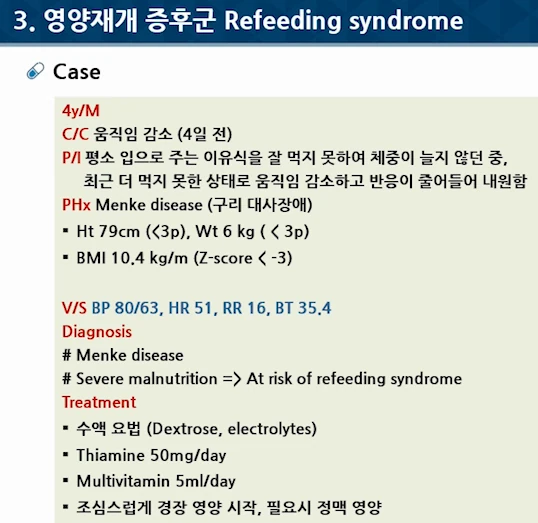 3. 영양재개 증후군 Refeeding syndrome
Case
4y/M
C/C 움직임 감소 (4일 전)
P/I 평소 입으로 주는 이유식을 잘 먹지 못하여 체중이 늘지 않던 중,
최근 더 먹지 못한 상태로 움직임 감소하고 반응이 줄어들어 내원함
PHx Menke disease (구리 대사장애)
▪ Ht 79cm (<3p), Wt 6 kg ( < 3p)
▪ BMI 10.4 kg/m (Z-score < -3)
V/S BP 80/63, HR 51, RR 16, BT 35.4
Diagnosis
# Menke disease
# Severe malnutrition => At risk of refeeding syndrome
Treatment
▪ 수액 요법 (Dextrose, electrolytes)
▪ Thiamine 50mg/day
▪ Multivitamin 5ml/day
▪ 조심스럽게 경장 영양 시작, 필요시 정맥 영양